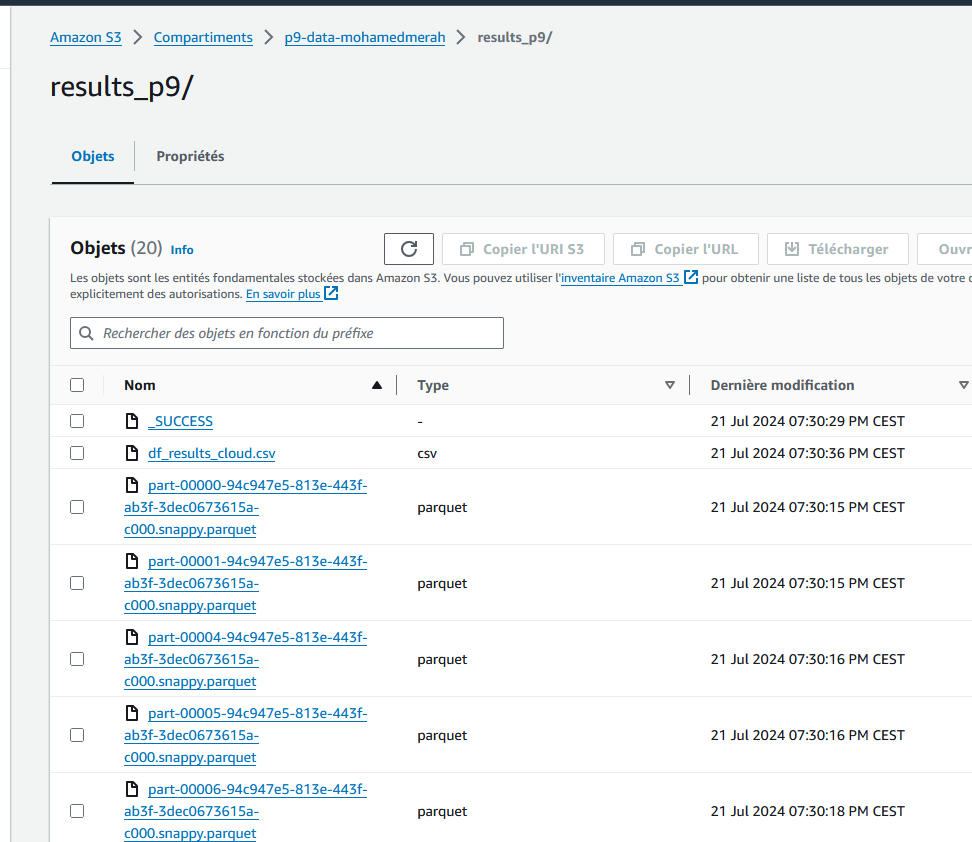 Amazon S3 > Compartiments > p9-data-mohamedmerah > results_p9/
results_p9/
Objets Propriétés
Objets (20) Info Copier l'URI S3 Copier l'URL Télécharger Ouvr
Les objets sont les entités fondamentales stockées dans Amazon S3. Vous pouvez utiliser l'inventaire Amazon S3 pour obtenir une liste de tous les objets de votre c
explicitement des autorisations. En savoir plus
Rechercher des objets en fonction du préfixe
Nom Type Dernière modification
_SUCCESS - 21 Jul 2024 07:30:29 PM CEST
df_results_cloud.csv csv 21 Jul 2024 07:30:36 PM CEST
part-00000-94c947e5-813e-443f-
ab3f-3dec0673615a- parquet 21 Jul 2024 07:30:15 PM CEST
c000.snappy.parquet
part-00001-94c947e5-813e-443f-
ab3f-3dec0673615a- parquet 21 Jul 2024 07:30:15 PM CEST
c000.snappy.parquet
part-00004-94c947e5-813e-443f-
ab3f-3dec0673615a- parquet 21 Jul 2024 07:30:16 PM CEST
c000.snappy.parquet
part-00005-94c947e5-813e-443f-
ab3f-3dec0673615a- parquet 21 Jul 2024 07:30:16 PM CEST
c000.snappy.parquet
part-00006-94c947e5-813e-443f-
ab3f-3dec0673615a- parquet 21 Jul 2024 07:30:18 PM CEST
c000.snappy.parquet